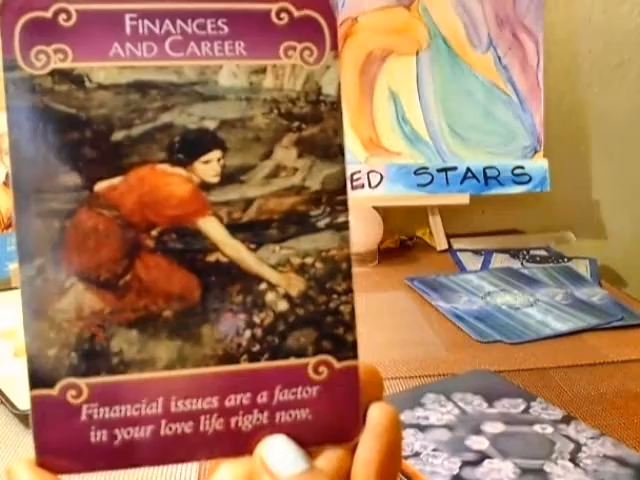 FINANCES
AND CAREER
ED STARS
Financial issues are a factor
in your love life right now.